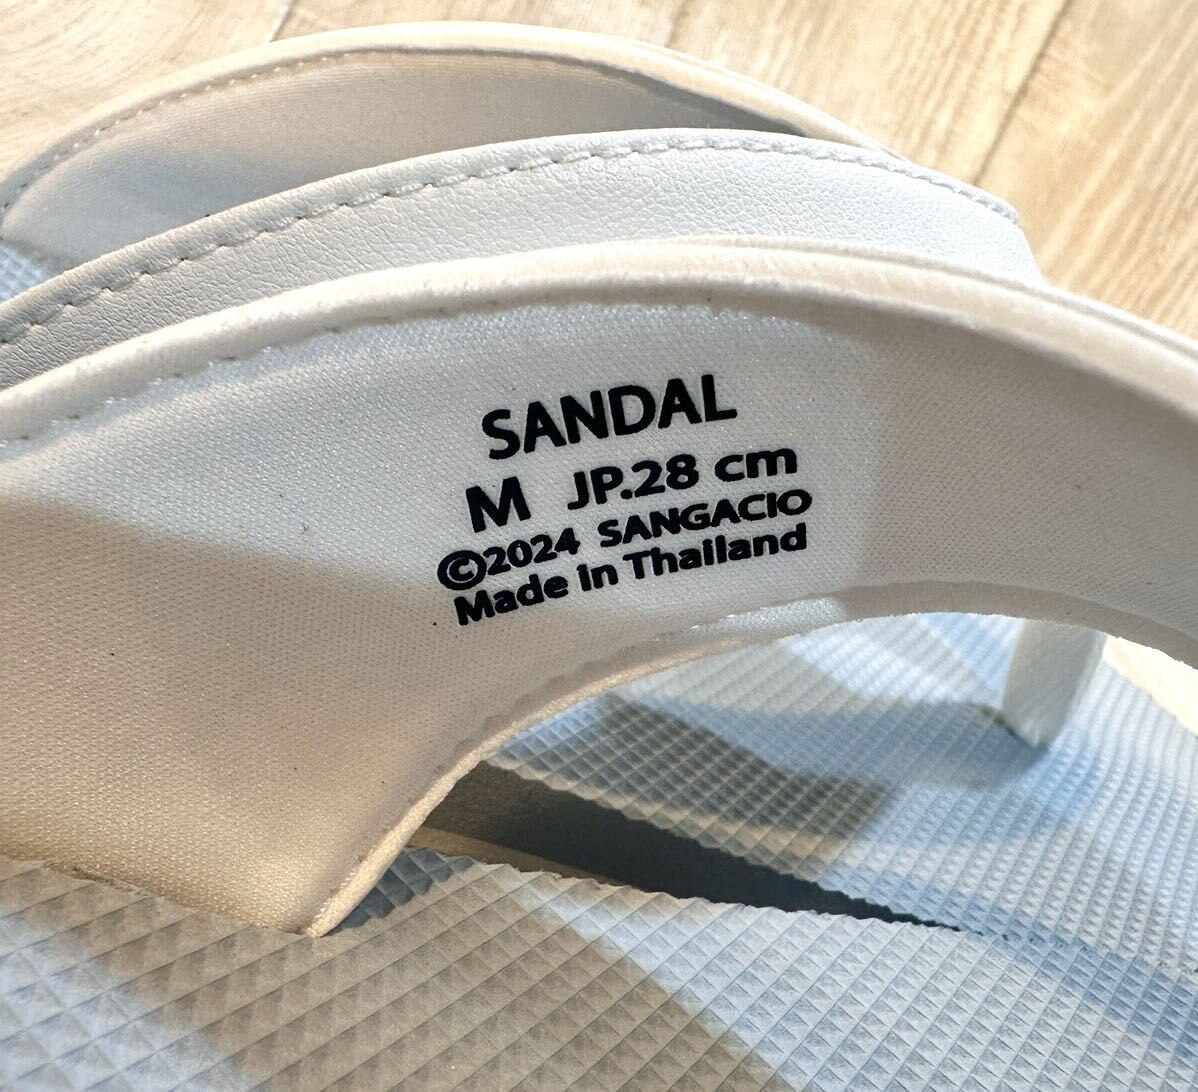 SANDAL
M JP.28 cm
©2024 SANGACIO
Made in Thailand